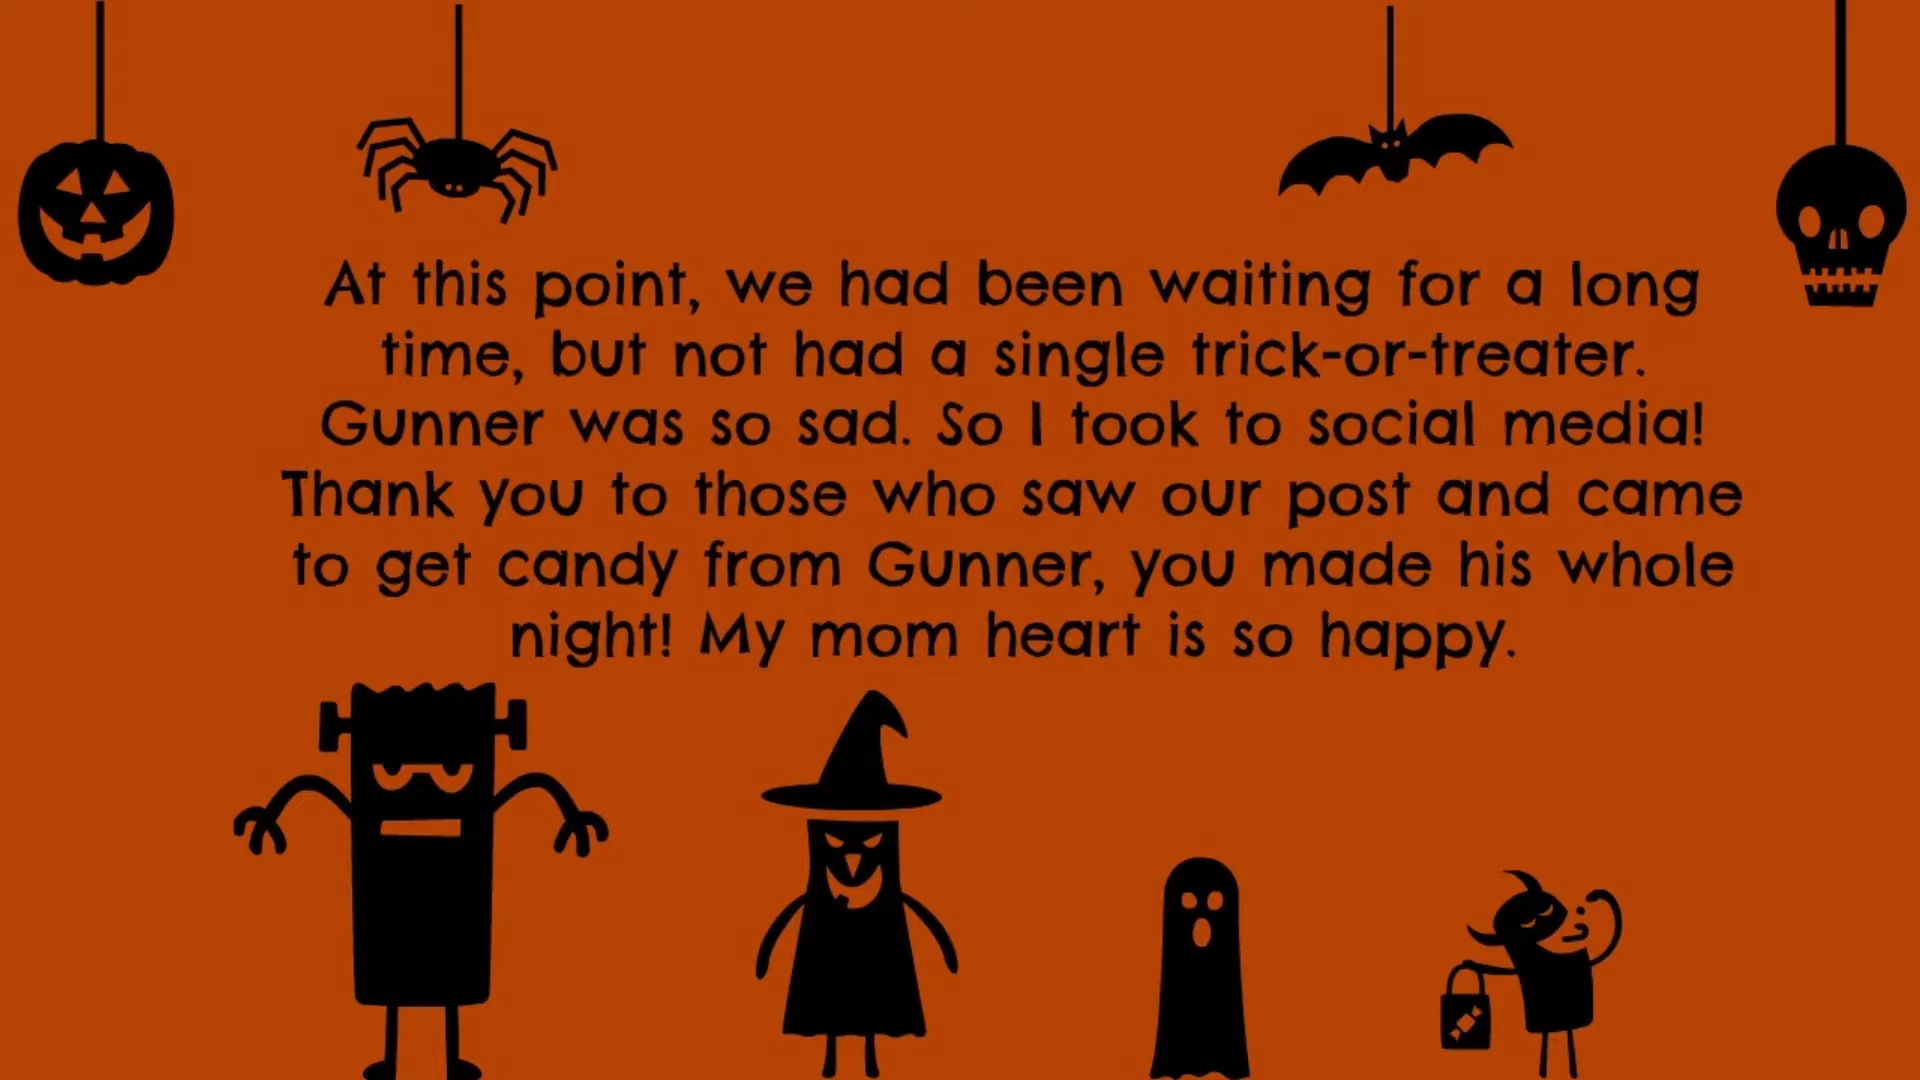 At this point, we had been waiting for a long
time, but not had a single trick-or-treater.
Gunner was so sad. So I took to social media!
Thank you to those who saw our post and came
to get candy from Gunner, you made his whole
night! My mom heart is so happy.